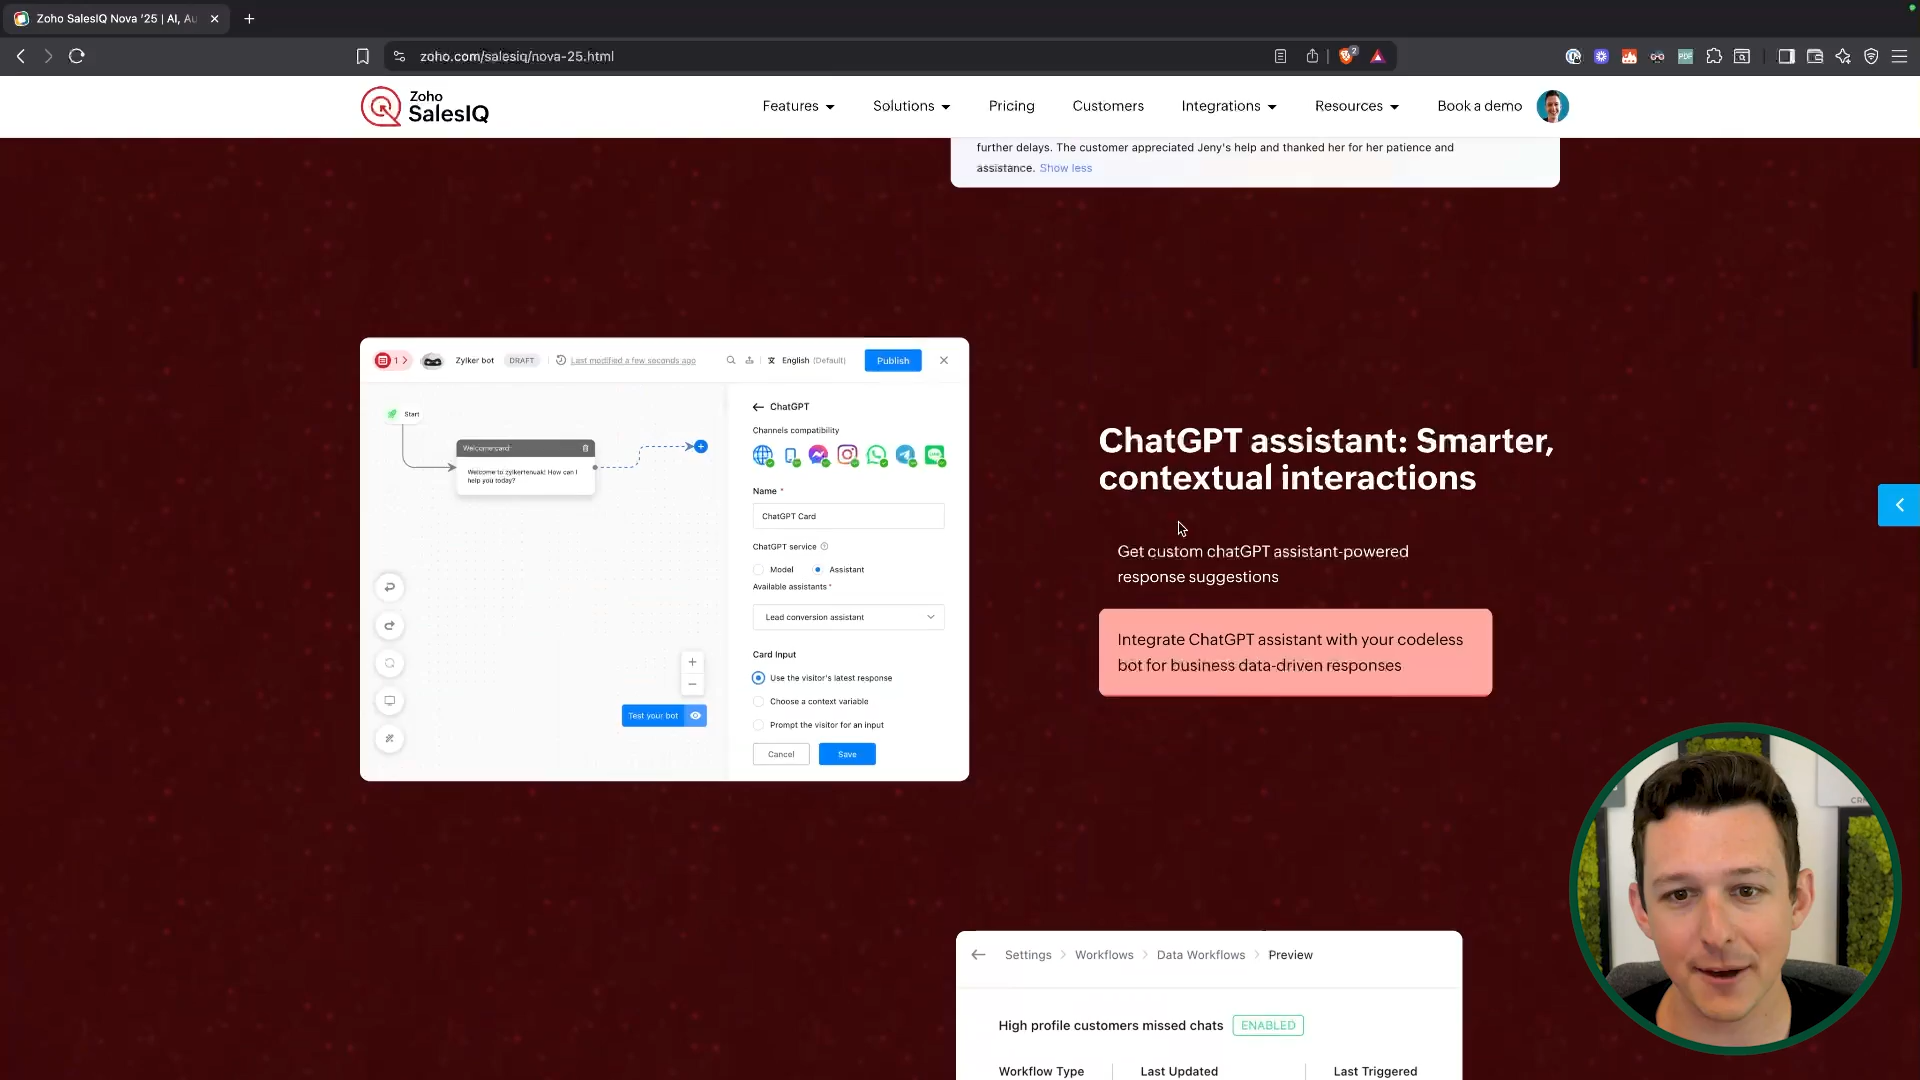 Zoho SalesIQ Nova '25 | AI, Au
zoho.com/salesiq/nova-25.html
2
PDF
Zoho
SalesIQ
Features
Solutions
Pricing
Customers
Integrations
Resources
Book a demo
further delays. The customer appreciated Jeny's help and thanked her for her patience and
assistance. Show less
1
Zylker bot
DRAFT
Last modified a few seconds ago
English (Default)
Publish
Start
Welcomecard
Welcome to zylkertenuak! How can I
help you today?
Test your bot
ChatGPT
Channels compatibility
Name *
ChatGPT Card
ChatGPT service
Model
Assistant
Available assistants *
Lead conversion assistant
Card Input
Use the visitor's latest response
Choose a context variable
Prompt the visitor for an input
Cancel
Save
ChatGPT assistant: Smarter,
contextual interactions
Get custom chatGPT assistant-powered
response suggestions
Integrate ChatGPT assistant with your codeless
bot for business data-driven responses
Settings > Workflows > Data Workflows > Preview
High profile customers missed chats
ENABLED
Workflow Type
Last Updated
Last Triggered